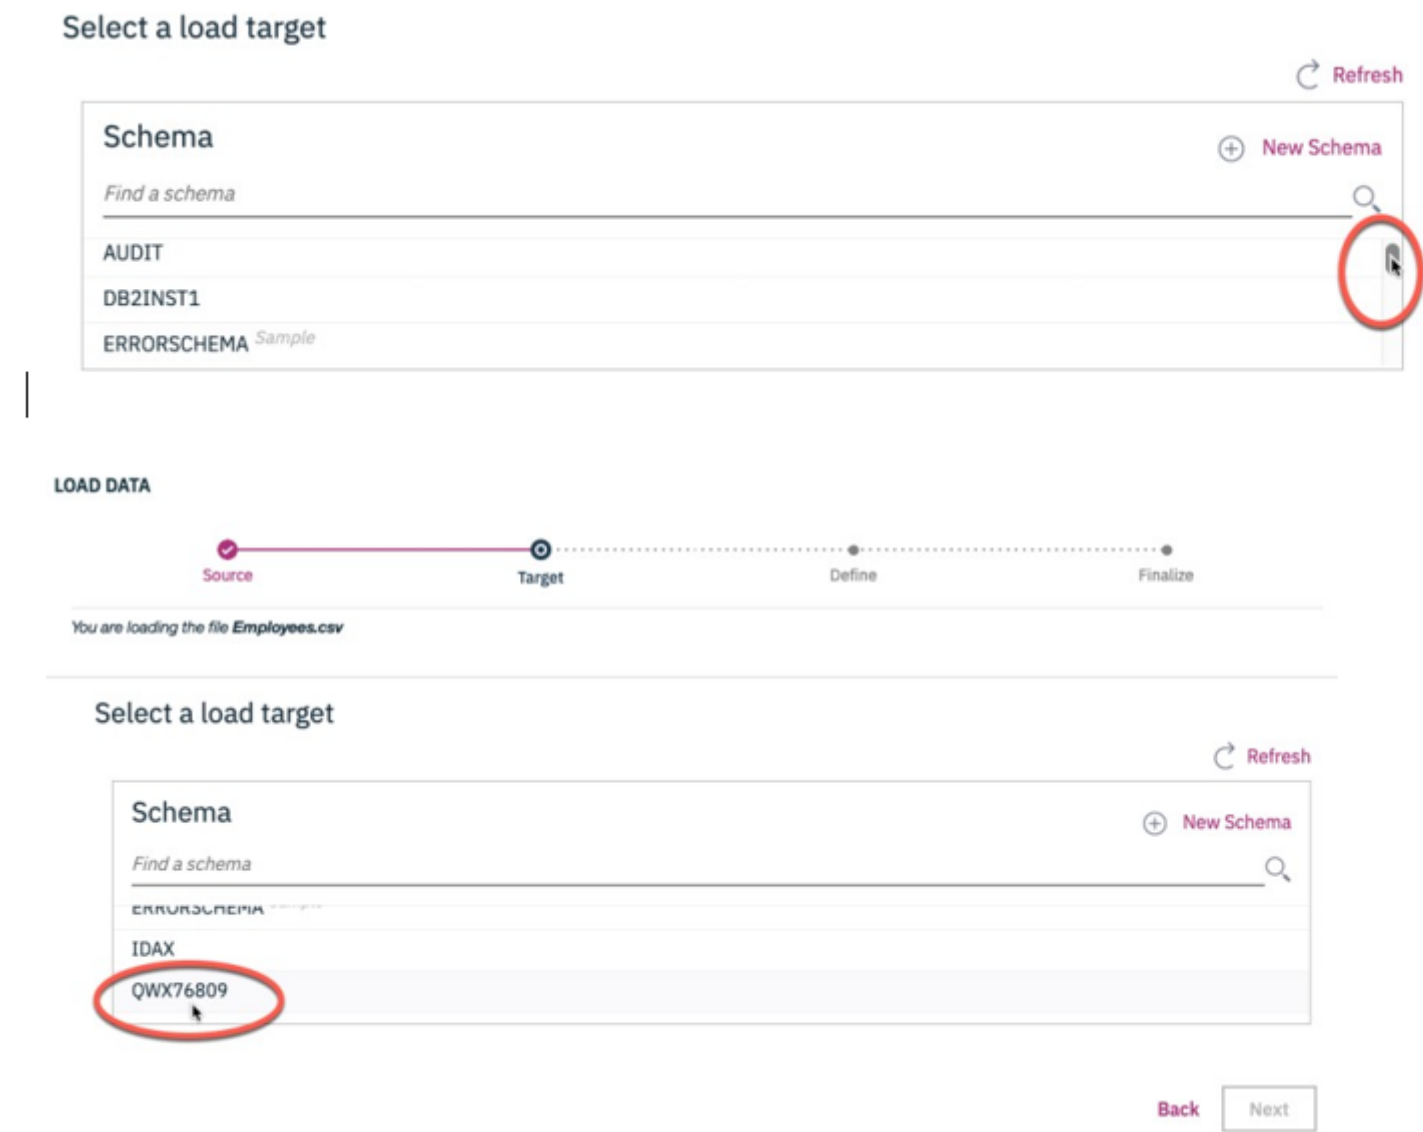 Select a load target
Refresh
Schema
New Schema
Find a schema
AUDIT
DB2INST1
ERRORSCHEMA Sample
LOAD DATA
Source Target Define Finalize
You are loading the file Employees.csv
Select a load target
Refresh
Schema
New Schema
Find a schema
ERRORSCHEMA Sample
IDAX
QWX76809
Back Next